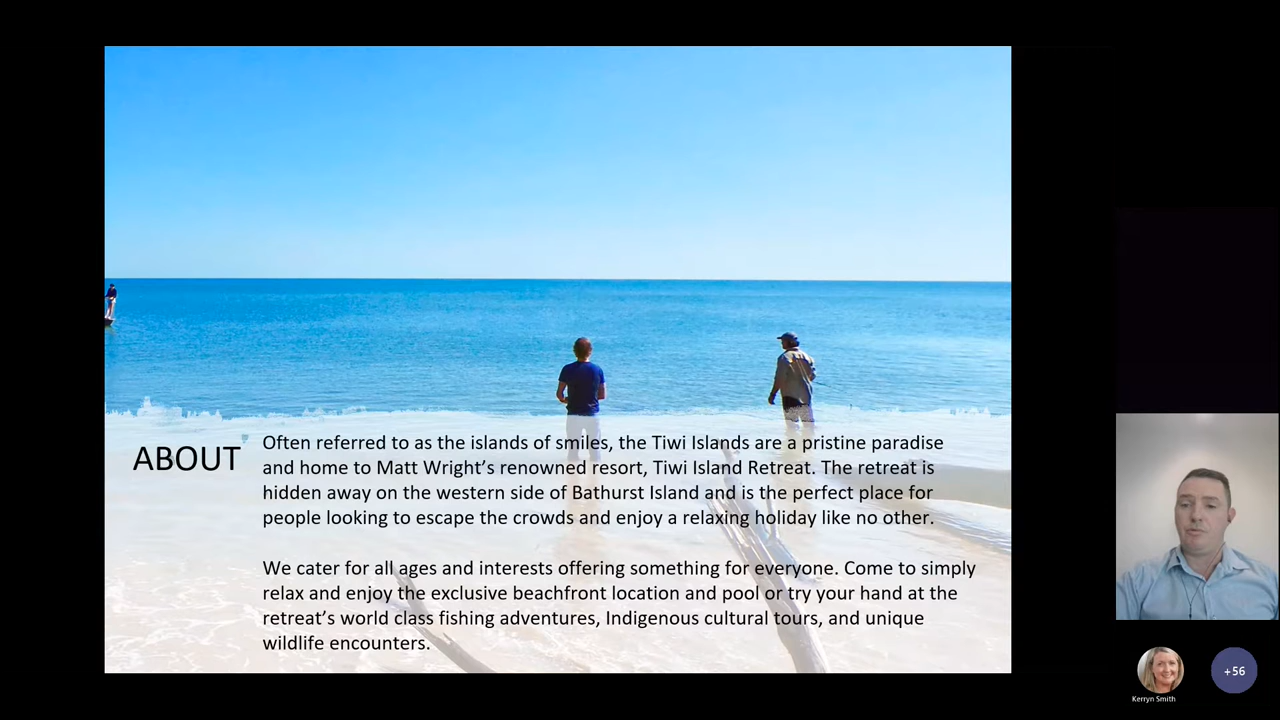 ABOUT
Often referred to as the islands of smiles, the Tiwi Islands are a pristine paradise
and home to Matt Wright’s renowned resort, Tiwi Island Retreat. The retreat is
hidden away on the western side of Bathurst Island and is the perfect place for
people looking to escape the crowds and enjoy a relaxing holiday like no other.
We cater for all ages and interests offering something for everyone. Come to simply
relax and enjoy the exclusive beachfront location and pool or try your hand at the
retreat’s world class fishing adventures, Indigenous cultural tours, and unique
wildlife encounters.
Kerryn Smith
+56